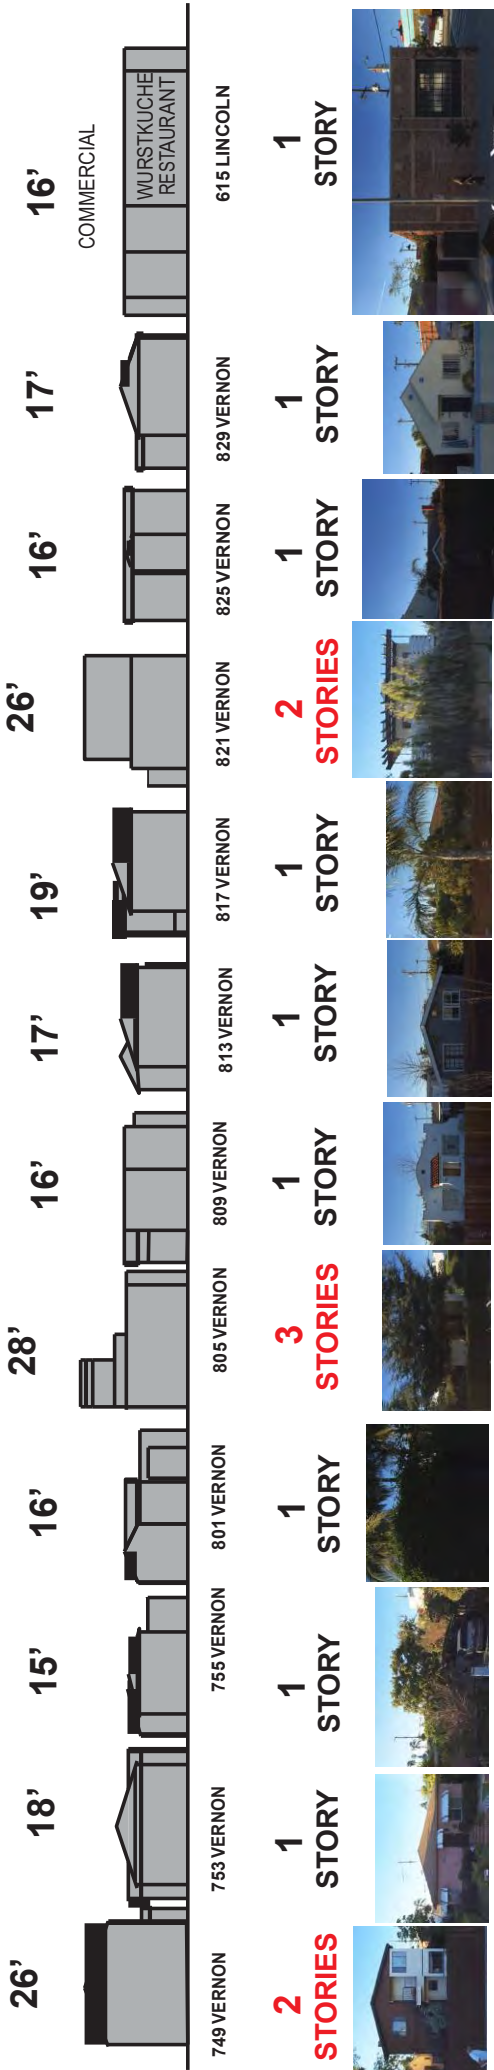 26’ 18’ 15’ 16’ 28’ 16’ 17’ 19’ 26’ 16’ 17’ 16’
COMMERCIAL
WURSTKUCHE
RESTAURANT
749 VERNON 753 VERNON 755 VERNON 801 VERNON 805 VERNON 809 VERNON 813 VERNON 817 VERNON 821 VERNON 825 VERNON 829 VERNON 615 LINCOLN
2 1 1 1 3 1 1 1 2 1 1 1
STORIES STORY STORY STORY STORIES STORY STORY STORY STORIES STORY STORY STORY